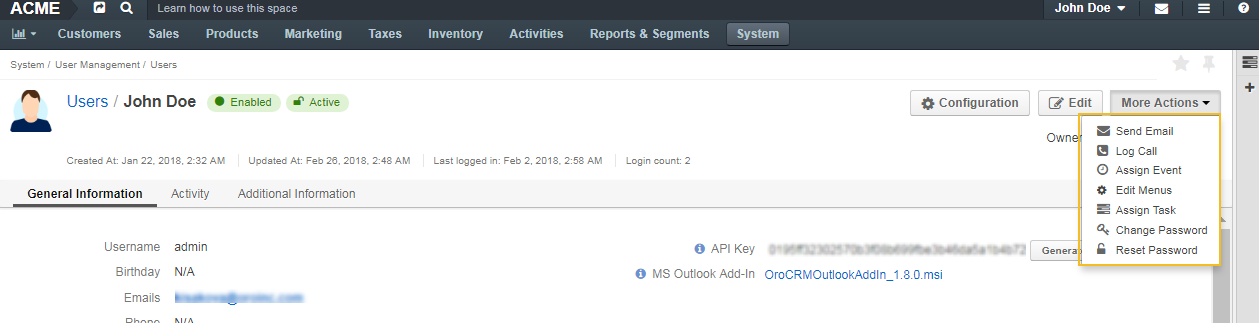 ACME Learn how to use this space John Doe
Customers Sales Products Marketing Taxes Inventory Activities Reports & Segments System
System / User Management / Users
Users / John Doe Enabled Active Configuration Edit More Actions
Owner
Send Email
Log Call
Assign Event
Edit Menus
Assign Task
Change Password
Reset Password
Created At: Jan 22, 2018, 2:32 AM Updated At: Feb 26, 2018, 2:48 AM Last logged in: Feb 2, 2018, 2:58 AM Login count: 2
General Information Activity Additional Information
Username admin
Birthday N/A
Emails
Phone N/A
API Key Genera
MS Outlook Add-In OroCRMOutlookAddIn_1.8.0.msi